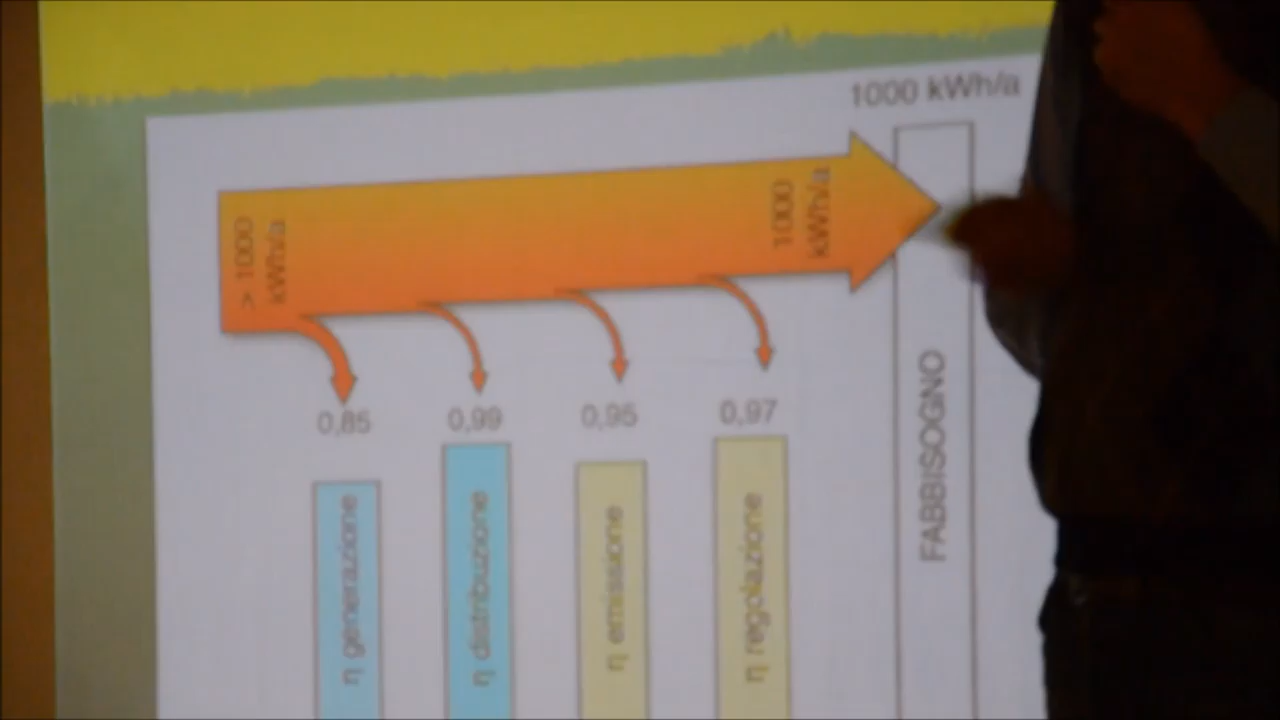 1000 kWh/a
> 1000
kWh/a
1000
kWh/a
0,85
0,99
0,95
0,97
η generazione
η distribuzione
η emissione
η regolazione
FABBISOGNO